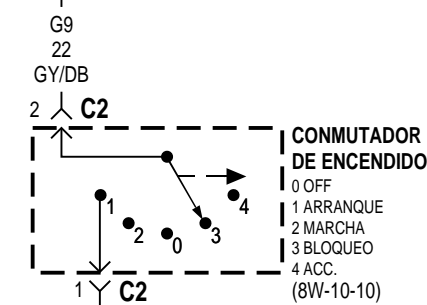 G9
22
GY/DB
2 C2
CONMUTADOR
DE ENCENDIDO
0 OFF
1 ARRANQUE
2 MARCHA
3 BLOQUEO
4 ACC.
(8W-10-10)
1
2
0
3
4
1 C2